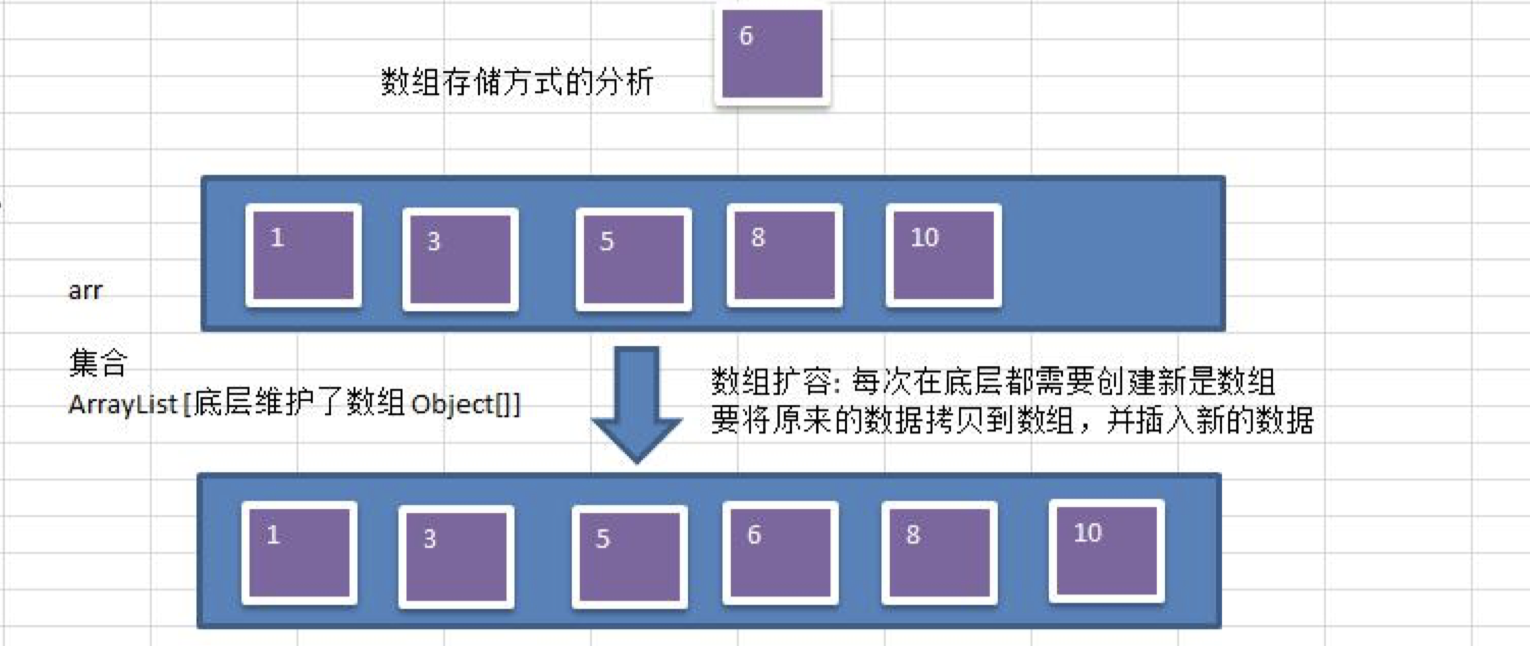 6
数组存储方式的分析
1 3 5 8 10
arr
集合
ArrayList [底层维护了数组 Object[]]
数组扩容: 每次在底层都需要创建新是数组
要将原来的数据拷贝到数组，并插入新的数据
1 3 5 6 8 10